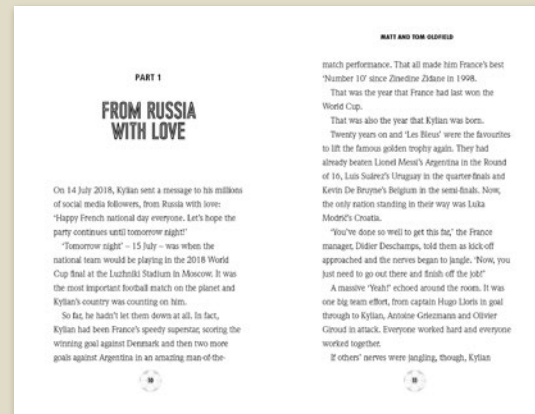 PART 1
FROM RUSSIA
WITH LOVE
On 14 July 2018, Kylian sent a message to his millions
of social media followers, from Russia with love:
'Happy French national day everyone. Let's hope the
party continues until tomorrow night!'
'Tomorrow night' – 15 July – was when the
national team would be playing in the 2018 World
Cup final at the Luzhniki Stadium in Moscow. It was
the most important football match on the planet and
Kylian's country was counting on him.
So far, he hadn't let them down at all. In fact,
Kylian had been France's speedy superstar, scoring the
winning goal against Denmark and then two more
goals against Argentina in an amazing man-of-the-
10
MATT AND TOM OLDFIELD
match performance. That all made him France's best
'Number 10' since Zinedine Zidane in 1998.
That was the year that France had last won the
World Cup.
That was also the year that Kylian was born.
Twenty years on and 'Les Bleus' were the favourites
to lift the famous golden trophy again. They had
already beaten Lionel Messi's Argentina in the Round
of 16, Luis Suárez's Uruguay in the quarter-finals and
Kevin De Bruyne's Belgium in the semi-finals. Now,
the only nation standing in their way was Luka
Modrić's Croatia.
'You've done so well to get this far,' the France
manager, Didier Deschamps, told them as kick-off
approached and the nerves began to jangle. 'Now, you
just need to go out there and finish off the job!'
A massive 'Yeah!' echoed around the room. It was
one big team effort, from captain Hugo Lloris in goal
through to Kylian, Antoine Griezmann and Olivier
Giroud in attack. Everyone worked hard and everyone
worked together.
If others' nerves were jangling, though, Kylian
11